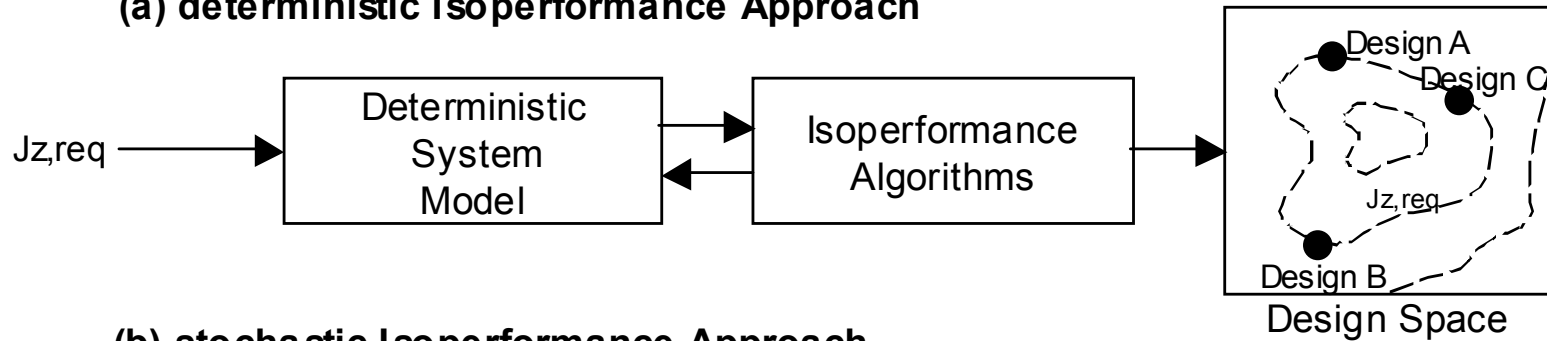 (a) deterministic Isoperformance Approach
Jz,req
Deterministic
System
Model
Isoperformance
Algorithms
Design A
Design C
Jz,req
Design B
Design Space
(b) stochastic Isoperformance Approach